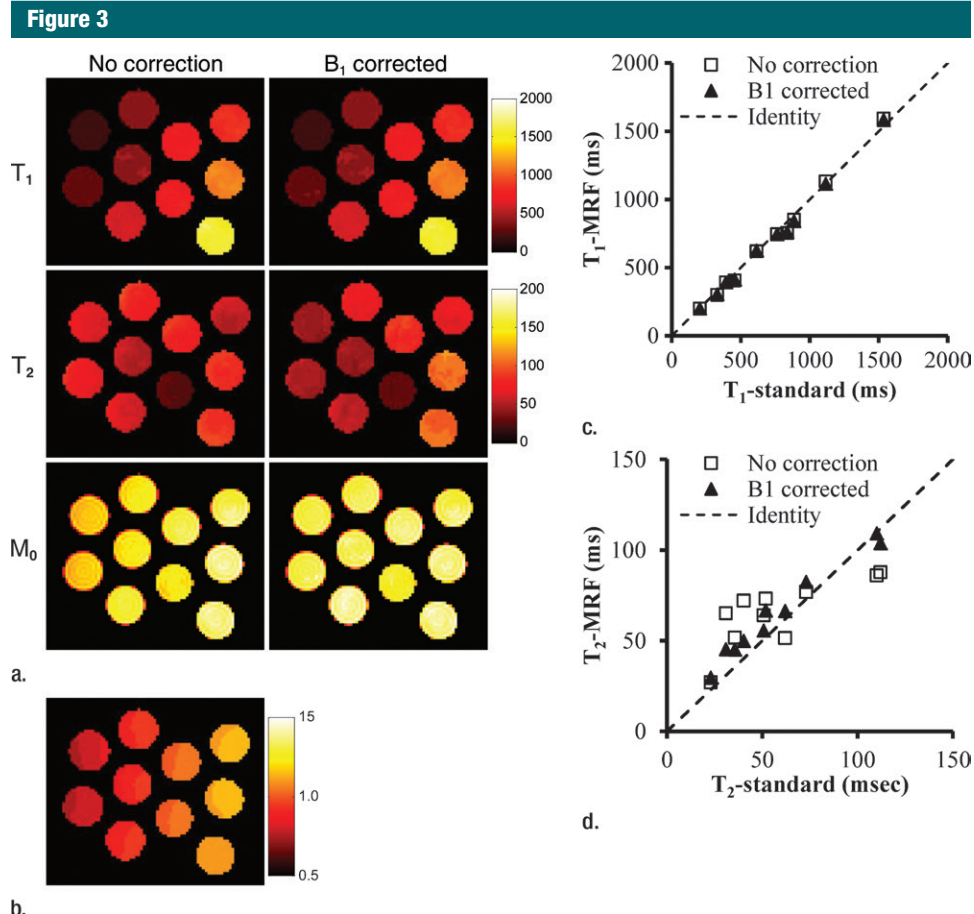 Figure 3
No correction
B1 corrected
T1
2000
1500
1000
500
0
T2
200
150
100
50
0
M0
a.
15
1.0
0.5
b.
2000
1500
1000
500
0
T1-MRF (ms)
No correction
B1 corrected
Identity
0 500 1000 1500 2000
T1-standard (ms)
c.
150
100
50
0
T2-MRF (ms)
No correction
B1 corrected
Identity
0 50 100 150
T2-standard (msec)
d.